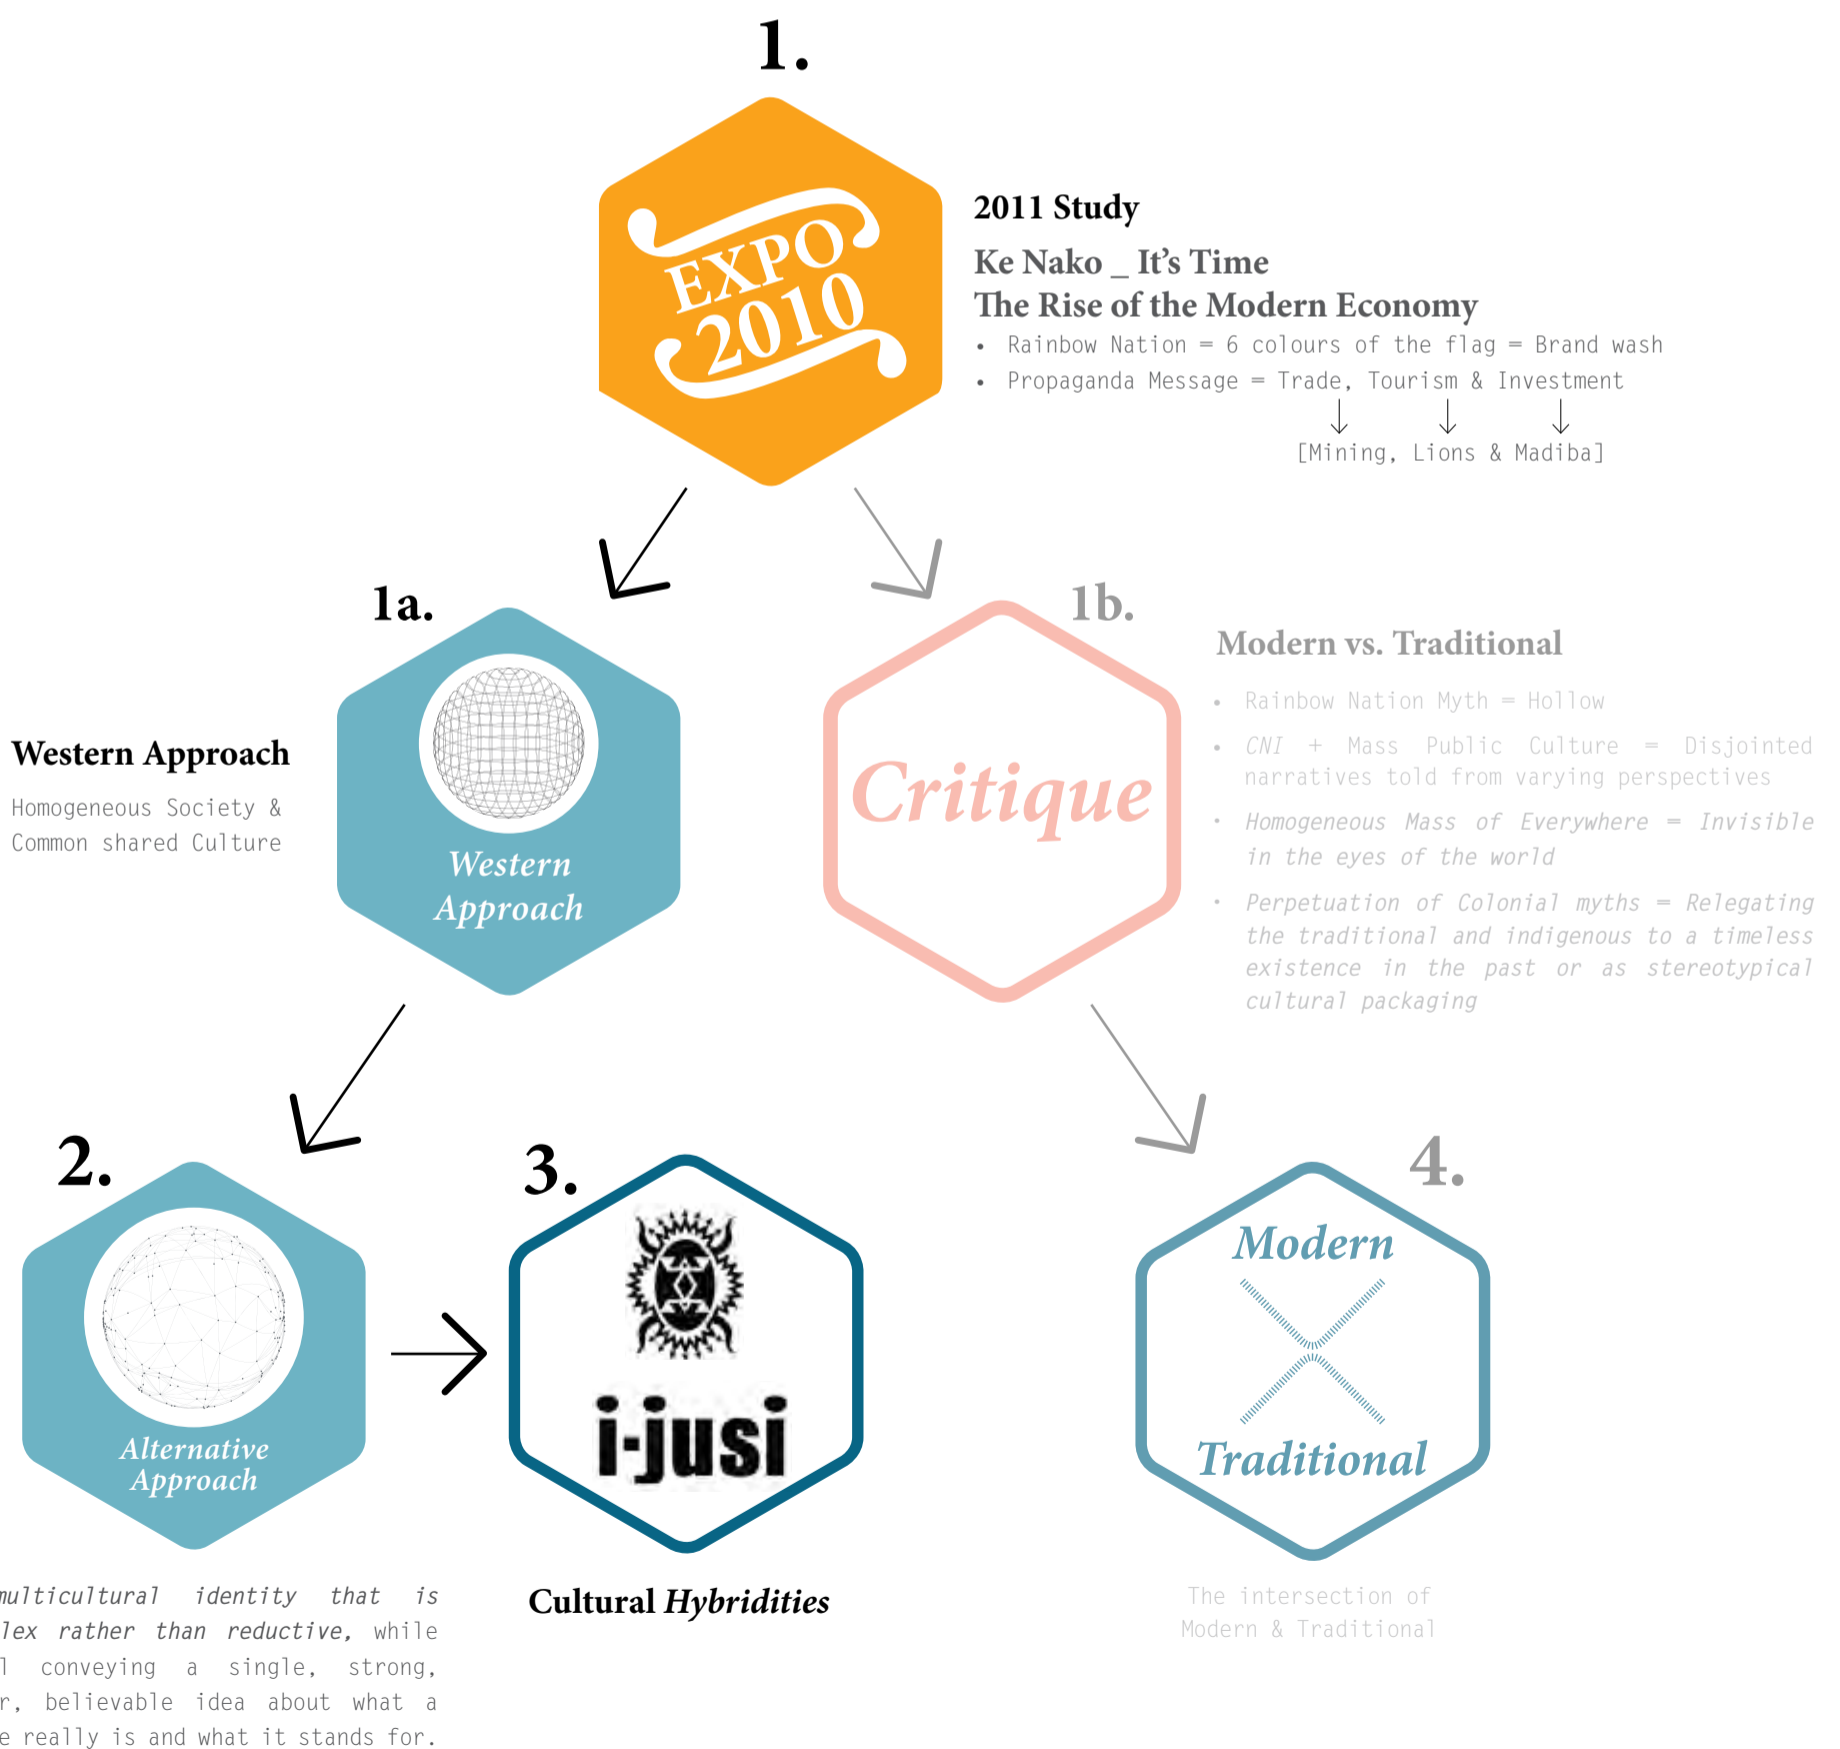 1.
EXPO
2010
2011 Study
Ke Nako _ It's Time
The Rise of the Modern Economy
• Rainbow Nation = 6 colours of the flag = Brand wash
• Propaganda Message = Trade, Tourism & Investment
[Mining, Lions & Madiba]
1a.
Western Approach
Homogeneous Society &
Common shared Culture
Western
Approach
1b.
Critique
Modern vs. Traditional
• Rainbow Nation Myth = Hollow
• CNI + Mass Public Culture = Disjointed
narratives told from varying perspectives
• Homogeneous Mass of Everywhere = Invisible
in the eyes of the world
• Perpetuation of Colonial myths = Relegating
the traditional and indigenous to a timeless
existence in the past or as stereotypical
cultural packaging
2.
Alternative
Approach
multicultural identity that is
rather than reductive, while
conveying a single, strong,
believable idea about what a
really is and what it stands for.
3.
i-jusi
Cultural Hybridities
4.
Modern
Traditional
The intersection of
Modern & Traditional